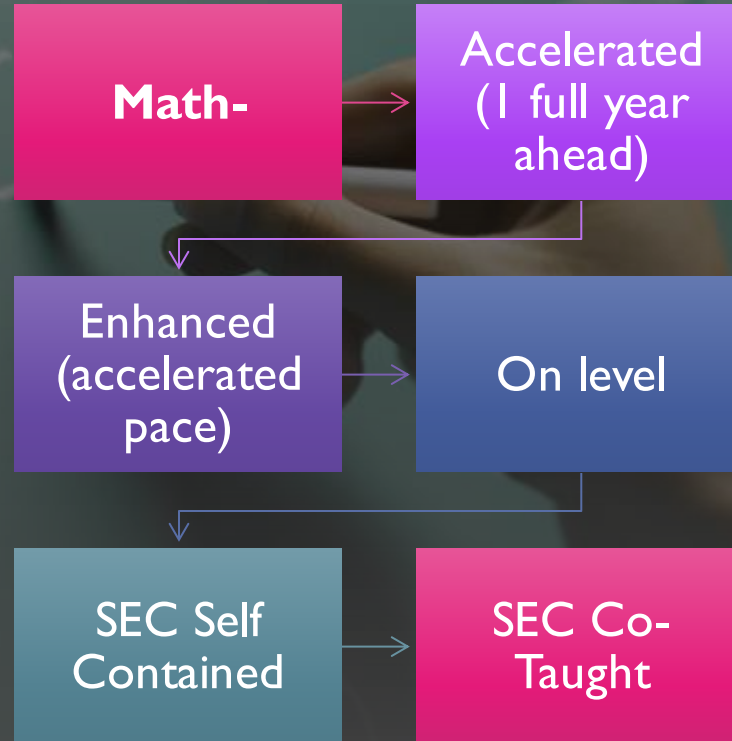 Math-
Accelerated
(1 full year
ahead)
Enhanced
(accelerated
pace)
On level
SEC Self
Contained
SEC Co-
Taught